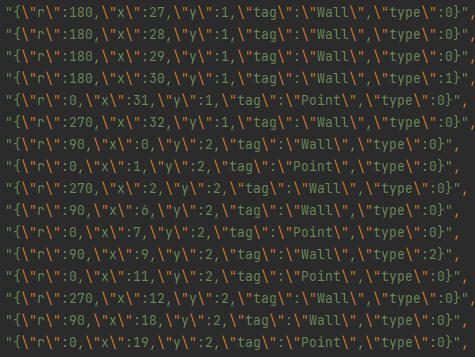 "{\"r\":180,\"x\":27,\"y\":1,\"tag\":\"Wall\",\"type\":0}",
"{\"r\":180,\"x\":28,\"y\":1,\"tag\":\"Wall\",\"type\":0}",
"{\"r\":180,\"x\":29,\"y\":1,\"tag\":\"Wall\",\"type\":0}",
"{\"r\":180,\"x\":30,\"y\":1,\"tag\":\"Wall\",\"type\":1}",
"{\"r\":0,\"x\":31,\"y\":1,\"tag\":\"Point\",\"type\":0}",
"{\"r\":270,\"x\":32,\"y\":1,\"tag\":\"Wall\",\"type\":0}",
"{\"r\":90,\"x\":0,\"y\":2,\"tag\":\"Wall\",\"type\":0}",
"{\"r\":0,\"x\":1,\"y\":2,\"tag\":\"Point\",\"type\":0}",
"{\"r\":270,\"x\":2,\"y\":2,\"tag\":\"Wall\",\"type\":0}",
"{\"r\":90,\"x\":6,\"y\":2,\"tag\":\"Wall\",\"type\":0}",
"{\"r\":0,\"x\":7,\"y\":2,\"tag\":\"Point\",\"type\":0}",
"{\"r\":90,\"x\":9,\"y\":2,\"tag\":\"Wall\",\"type\":2}",
"{\"r\":0,\"x\":11,\"y\":2,\"tag\":\"Point\",\"type\":0}",
"{\"r\":270,\"x\":12,\"y\":2,\"tag\":\"Wall\",\"type\":0}",
"{\"r\":90,\"x\":18,\"y\":2,\"tag\":\"Wall\",\"type\":0}",
"{\"r\":0,\"x\":19,\"y\":2,\"tag\":\"Point\",\"type\":0}",